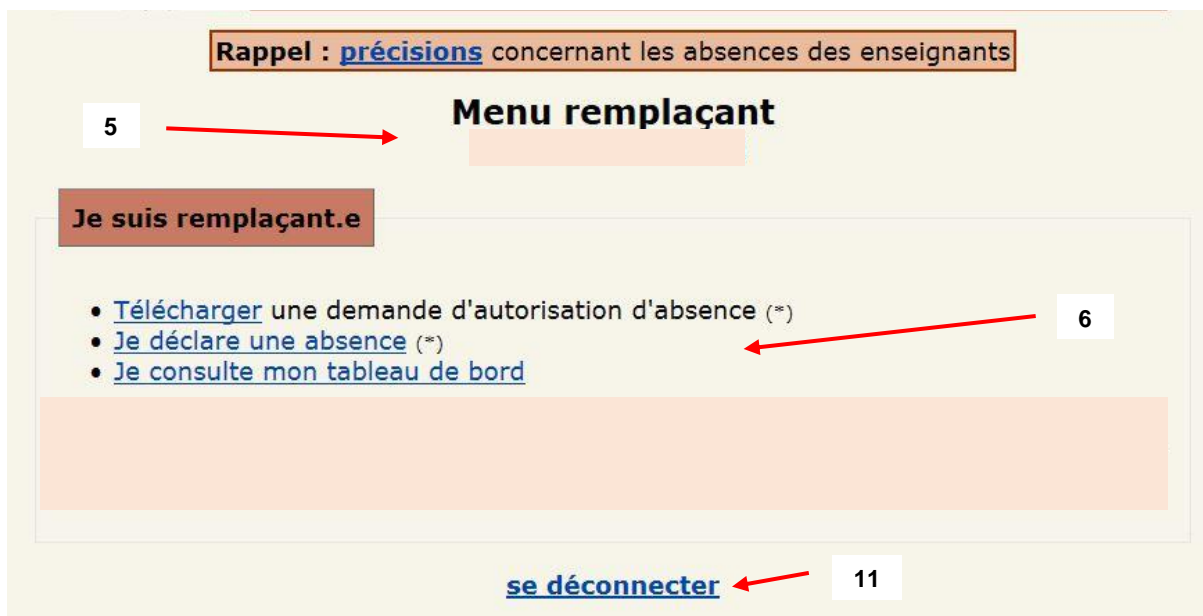 Rappel : précisions concernant les absences des enseignants
Menu remplaçant
5
Je suis remplaçant.e
• Télécharger une demande d'autorisation d'absence (*)
• Je déclare une absence (*)
• Je consulte mon tableau de bord
6
se déconnecter
11